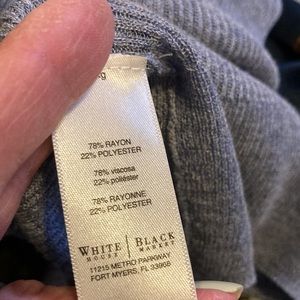 78% RAYON
22% POLYESTER
78% viscosa
22% poliéster
78% RAYONNE
22% POLYESTER
WHITE HOUSE | BLACK MARKET
11215 METRO PARKWAY
FORT MYERS, FL 33966